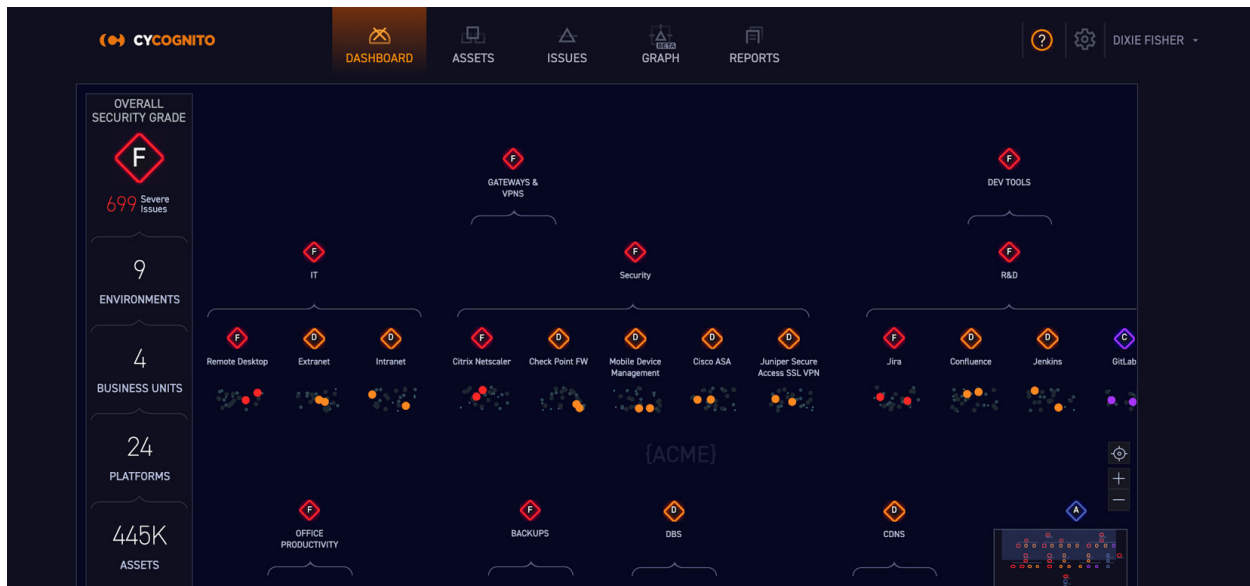 CYCOGNITO
DASHBOARD
ASSETS
ISSUES
BETA
GRAPH
REPORTS
?
DIXIE FISHER
OVERALL
SECURITY GRADE
F
699 Severe
Issues
9
ENVIRONMENTS
4
BUSINESS UNITS
24
PLATFORMS
445K
ASSETS
F
GATEWAYS &
VPNS
F
DEV TOOLS
F
IT
F
Security
F
R&D
F
Remote Desktop
D
Extranet
D
Intranet
F
Citrix Netscaler
D
Check Point FW
D
Mobile Device
Management
D
Cisco ASA
D
Juniper Secure
Access SSL VPN
F
Jira
D
Confluence
D
Jenkins
C
GitLab
{ACME}
+
−
F
OFFICE
PRODUCTIVITY
F
BACKUPS
D
DBS
D
CDNS
A